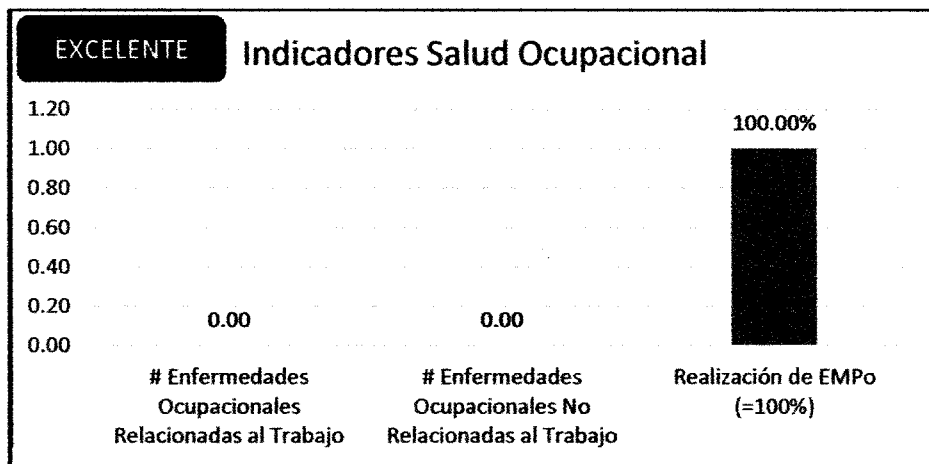 EXCELENTE
Indicadores Salud Ocupacional
1.20
1.00
0.80
0.60
0.40
0.20
0.00
0.00
0.00
100.00%
# Enfermedades
Ocupacionales
Relacionadas al Trabajo
# Enfermedades
Ocupacionales No
Relacionadas al Trabajo
Realización de EMPo
(=100%)